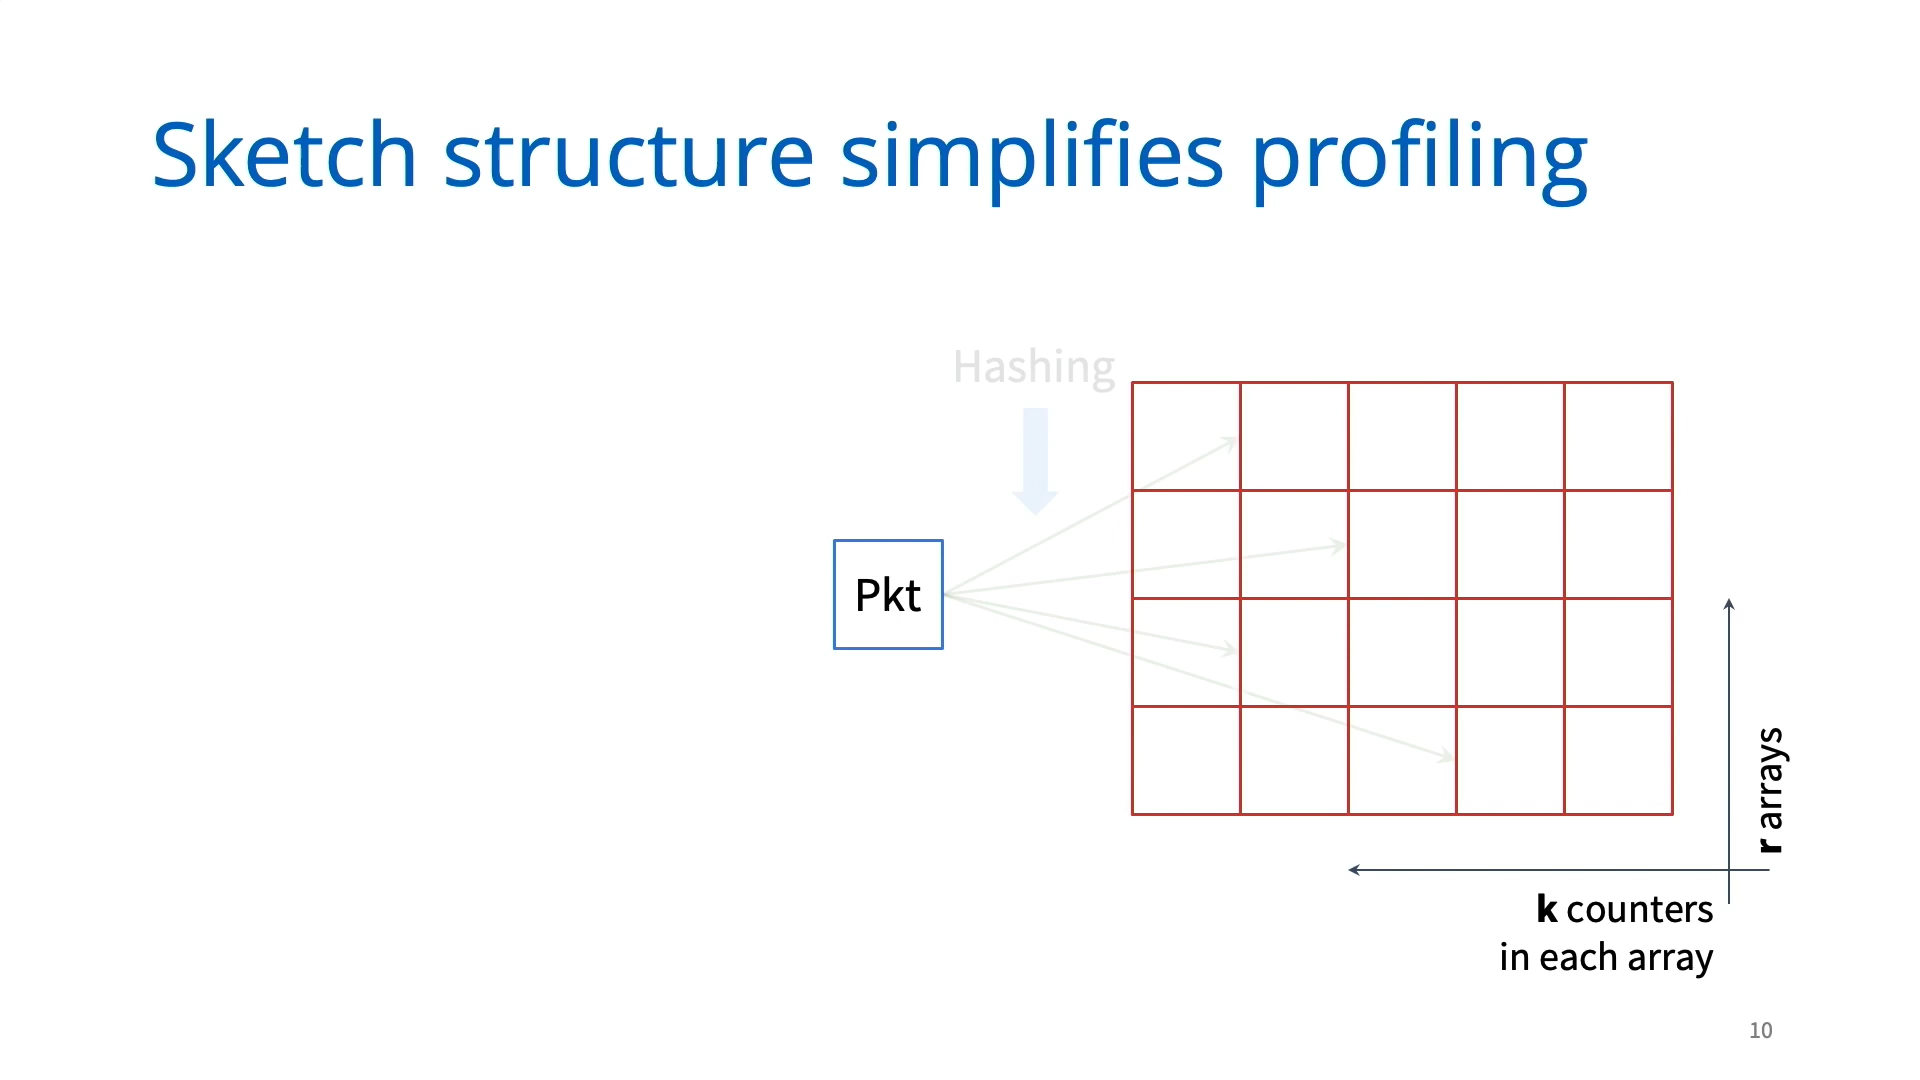 Sketch structure simplifies profiling
Hashing
Pkt
r arrays
k counters
in each array
10